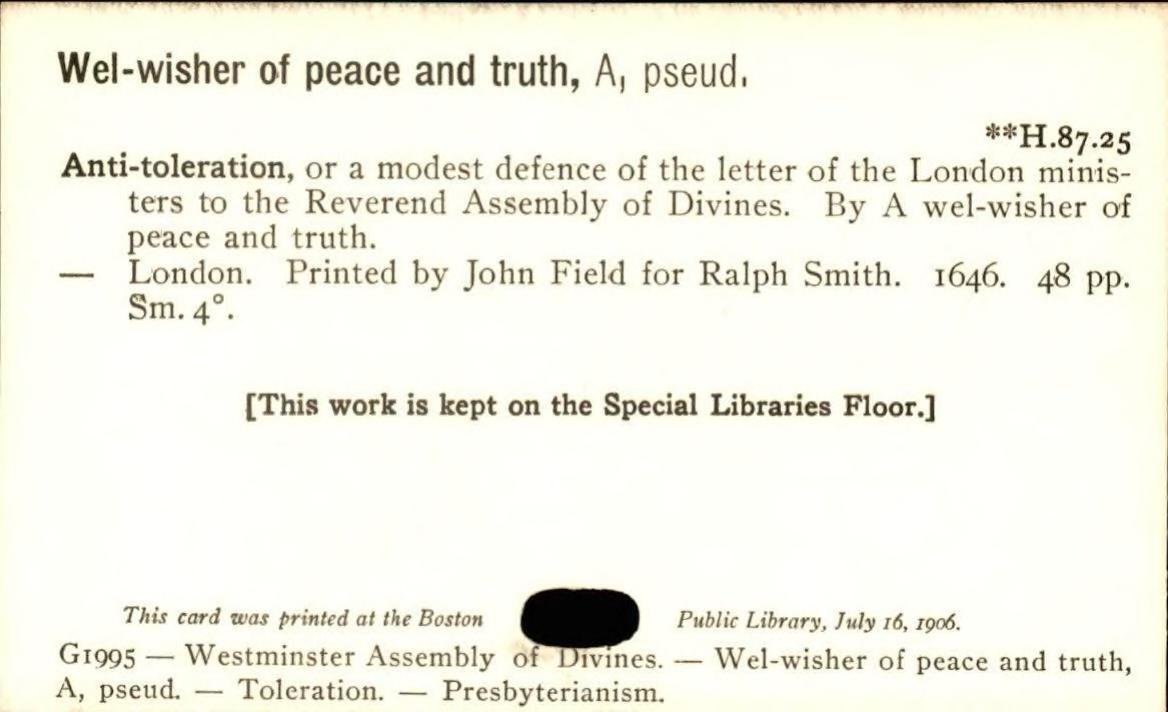 Wel-wisher of peace and truth, A, pseud.
**H.87.25
Anti-toleration, or a modest defence of the letter of the London minis-
ters to the Reverend Assembly of Divines. By A wel-wisher of
peace and truth.
— London. Printed by John Field for Ralph Smith. 1646. 48 pp.
Sm. 4°.
[This work is kept on the Special Libraries Floor.]
This card was printed at the Boston Public Library, July 16, 1906.
G1995 — Westminster Assembly of Divines. — Wel-wisher of peace and truth,
A, pseud. — Toleration. — Presbyterianism.